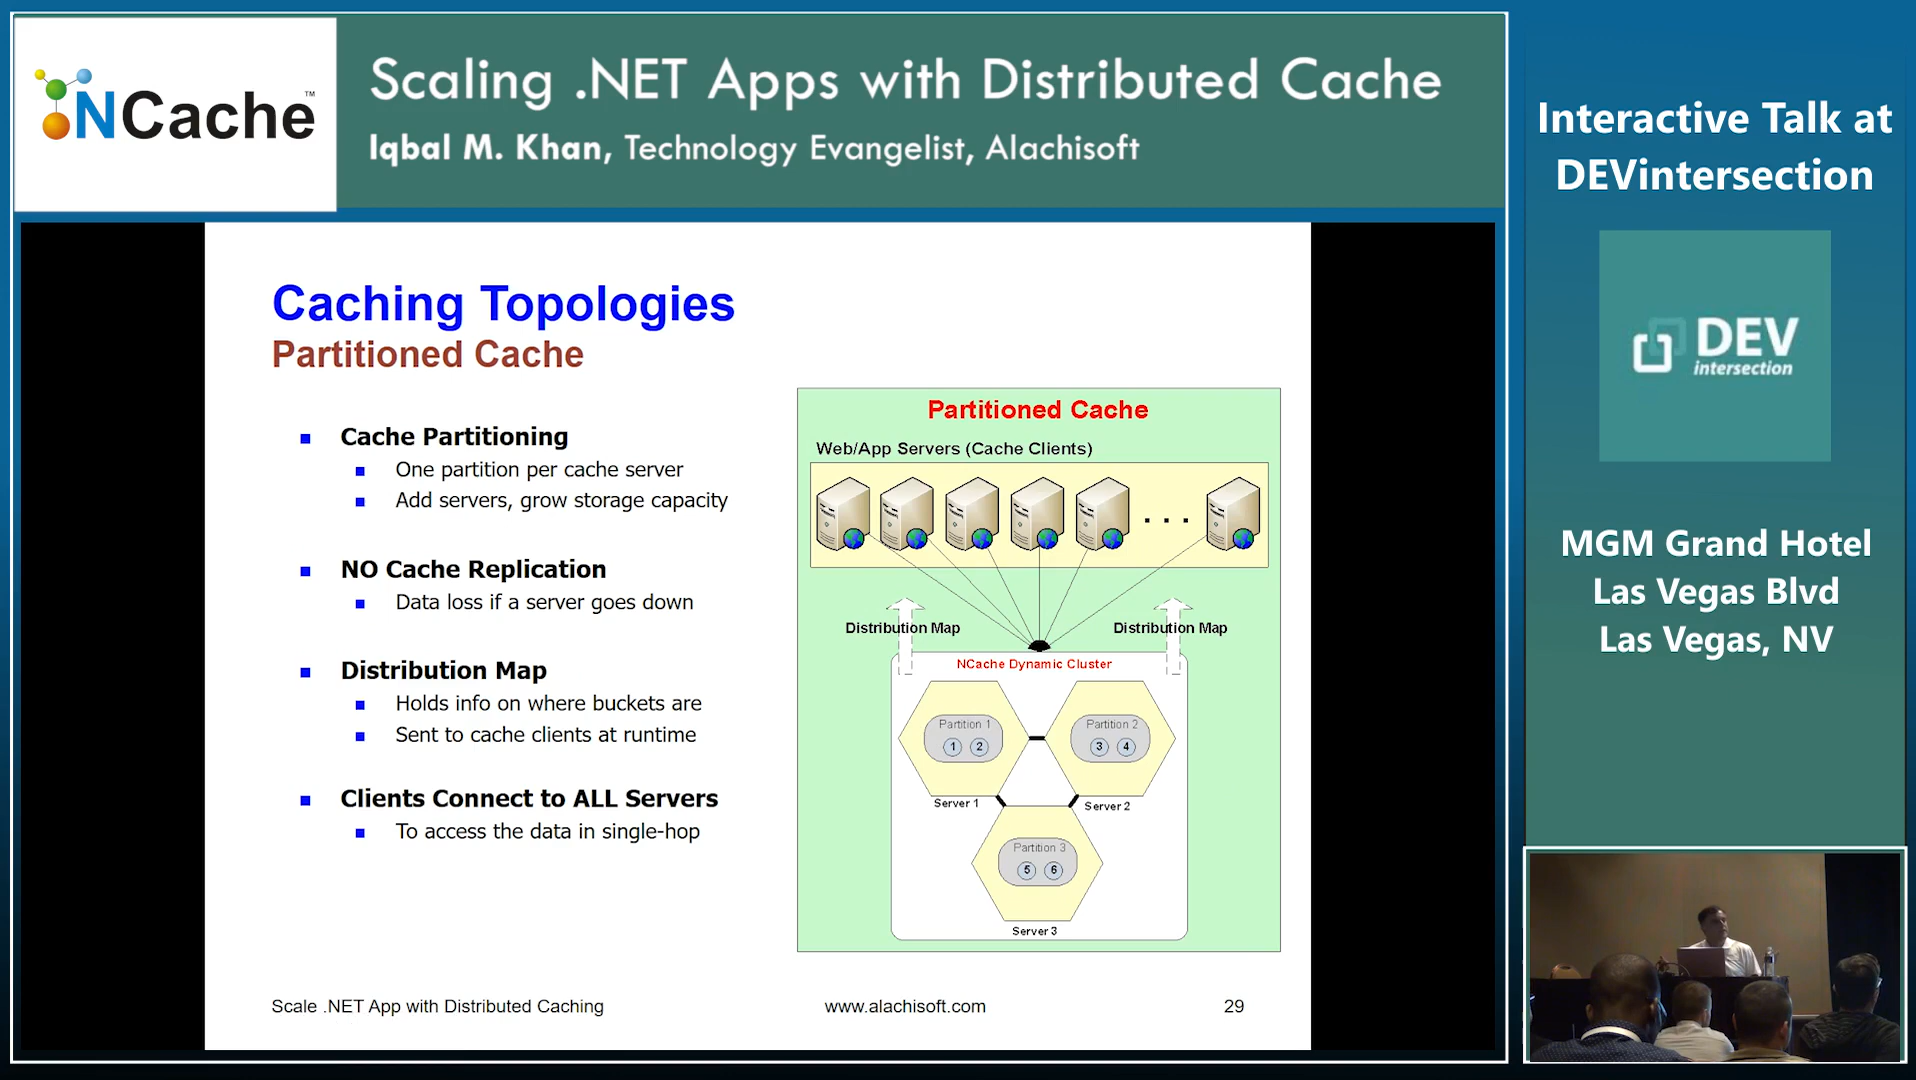 NCache™
Scaling .NET Apps with Distributed Cache
Iqbal M. Khan, Technology Evangelist, Alachisoft
Interactive Talk at
DEVintersection
DEV
intersection
MGM Grand Hotel
Las Vegas Blvd
Las Vegas, NV
Caching Topologies
Partitioned Cache
Cache Partitioning
One partition per cache server
Add servers, grow storage capacity
NO Cache Replication
Data loss if a server goes down
Distribution Map
Holds info on where buckets are
Sent to cache clients at runtime
Clients Connect to ALL Servers
To access the data in single-hop
Partitioned Cache
Web/App Servers (Cache Clients)
. . .
Distribution Map
Distribution Map
NCache Dynamic Cluster
Partition 1
1 2
Server 1
Partition 2
3 4
Server 2
Partition 3
5 6
Server 3
Scale .NET App with Distributed Caching
www.alachisoft.com
29